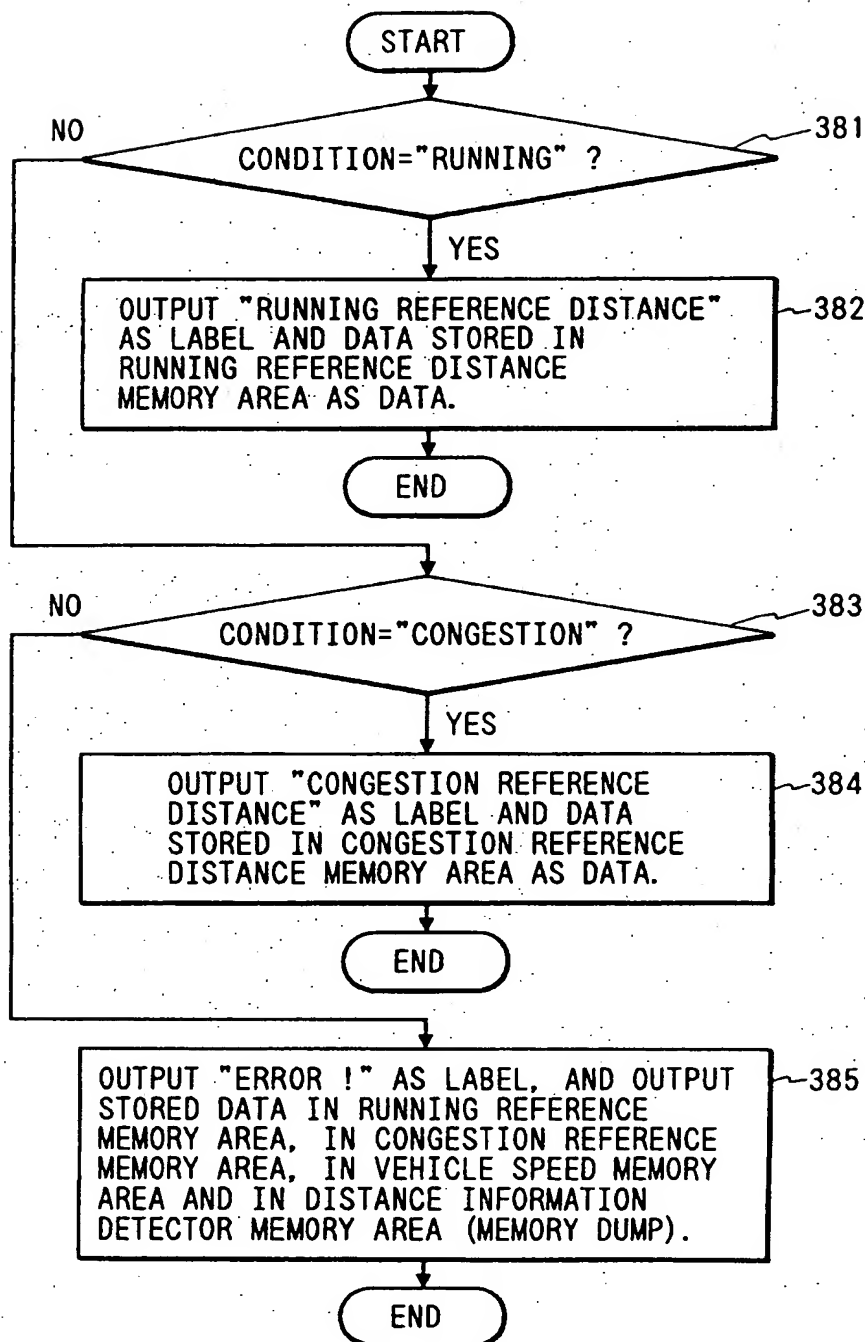 START
NO
381
CONDITION="RUNNING" ?
YES
OUTPUT "RUNNING REFERENCE DISTANCE"
AS LABEL AND DATA STORED IN
RUNNING REFERENCE DISTANCE
MEMORY AREA AS DATA.
382
END
NO
383
CONDITION="CONGESTION" ?
YES
OUTPUT "CONGESTION REFERENCE
DISTANCE" AS LABEL AND DATA
STORED IN CONGESTION REFERENCE
DISTANCE MEMORY AREA AS DATA.
384
END
OUTPUT "ERROR !" AS LABEL, AND OUTPUT
STORED DATA IN RUNNING REFERENCE
MEMORY AREA, IN CONGESTION REFERENCE
MEMORY AREA, IN VEHICLE SPEED MEMORY
AREA AND IN DISTANCE INFORMATION
DETECTOR MEMORY AREA (MEMORY DUMP).
385
END